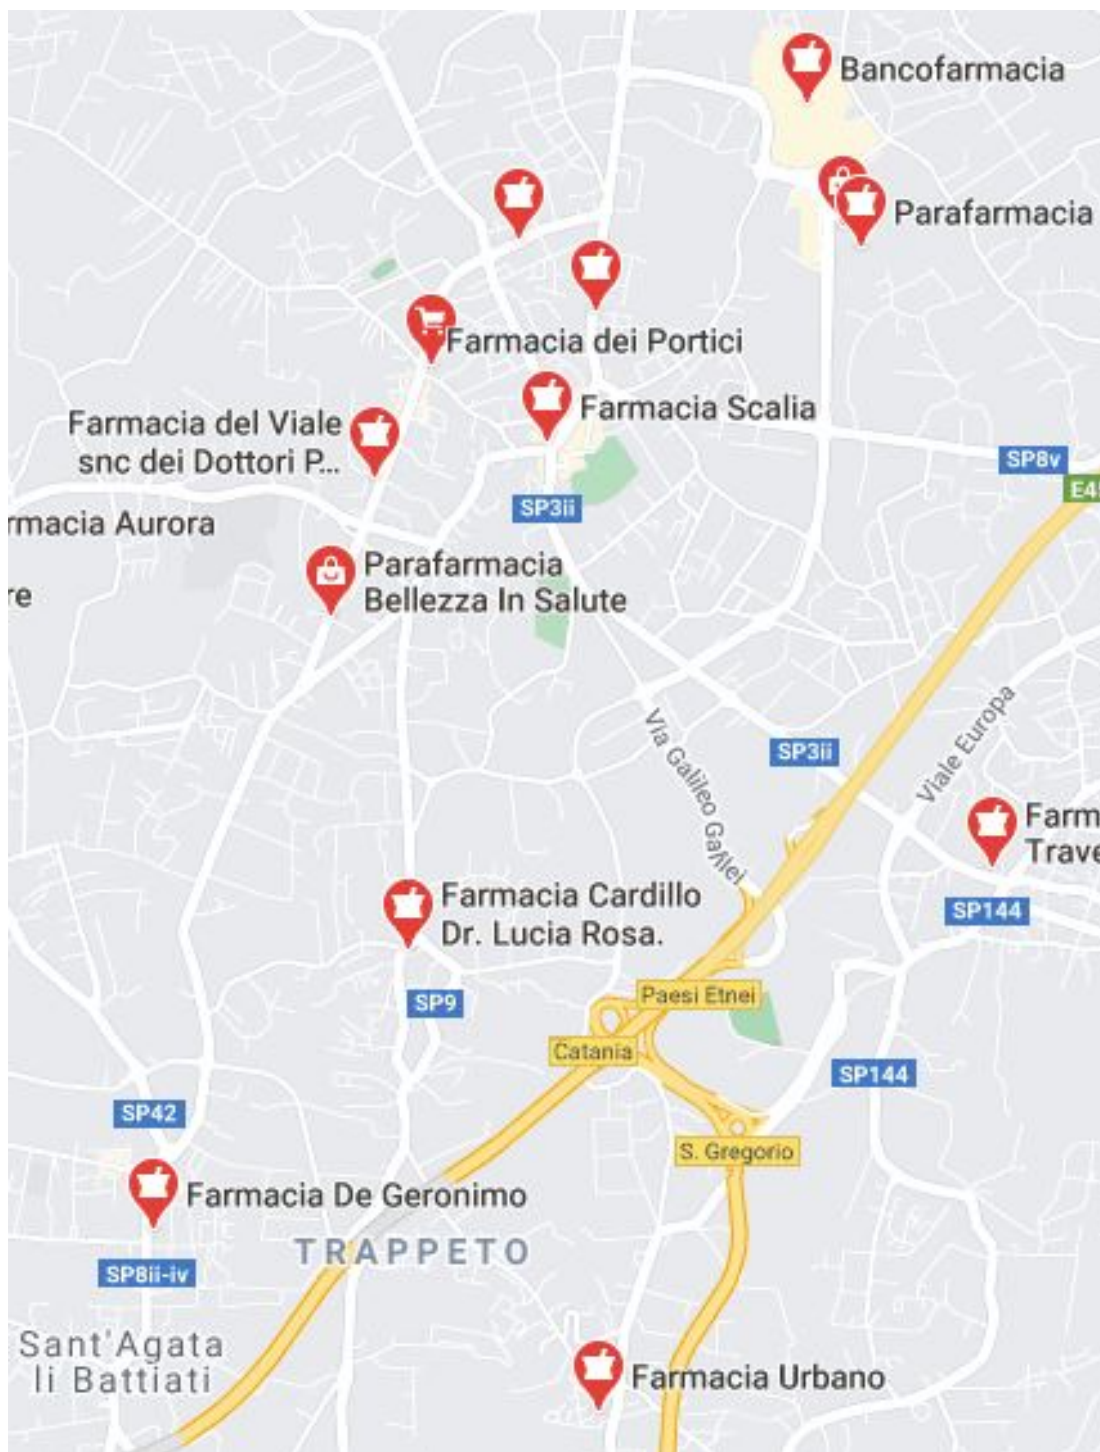 Bancofarmacia
Parafarmacia
Farmacia dei Portici
Farmacia Scalia
Farmacia del Viale
snc dei Dottori P...
SP8v
E4
SP3ii
rmacia Aurora
Parafarmacia
Bellezza In Salute
re
Via Galileo Galilei
SP3ii
Viale Europa
Farm
Trave
Farmacia Cardillo
Dr. Lucia Rosa.
SP144
SP9
Paesi Etnei
Catania
SP144
SP42
S. Gregorio
Farmacia De Geronimo
TRAPPETO
SP8ii-iv
Sant'Agata
li Battiati
Farmacia Urbano